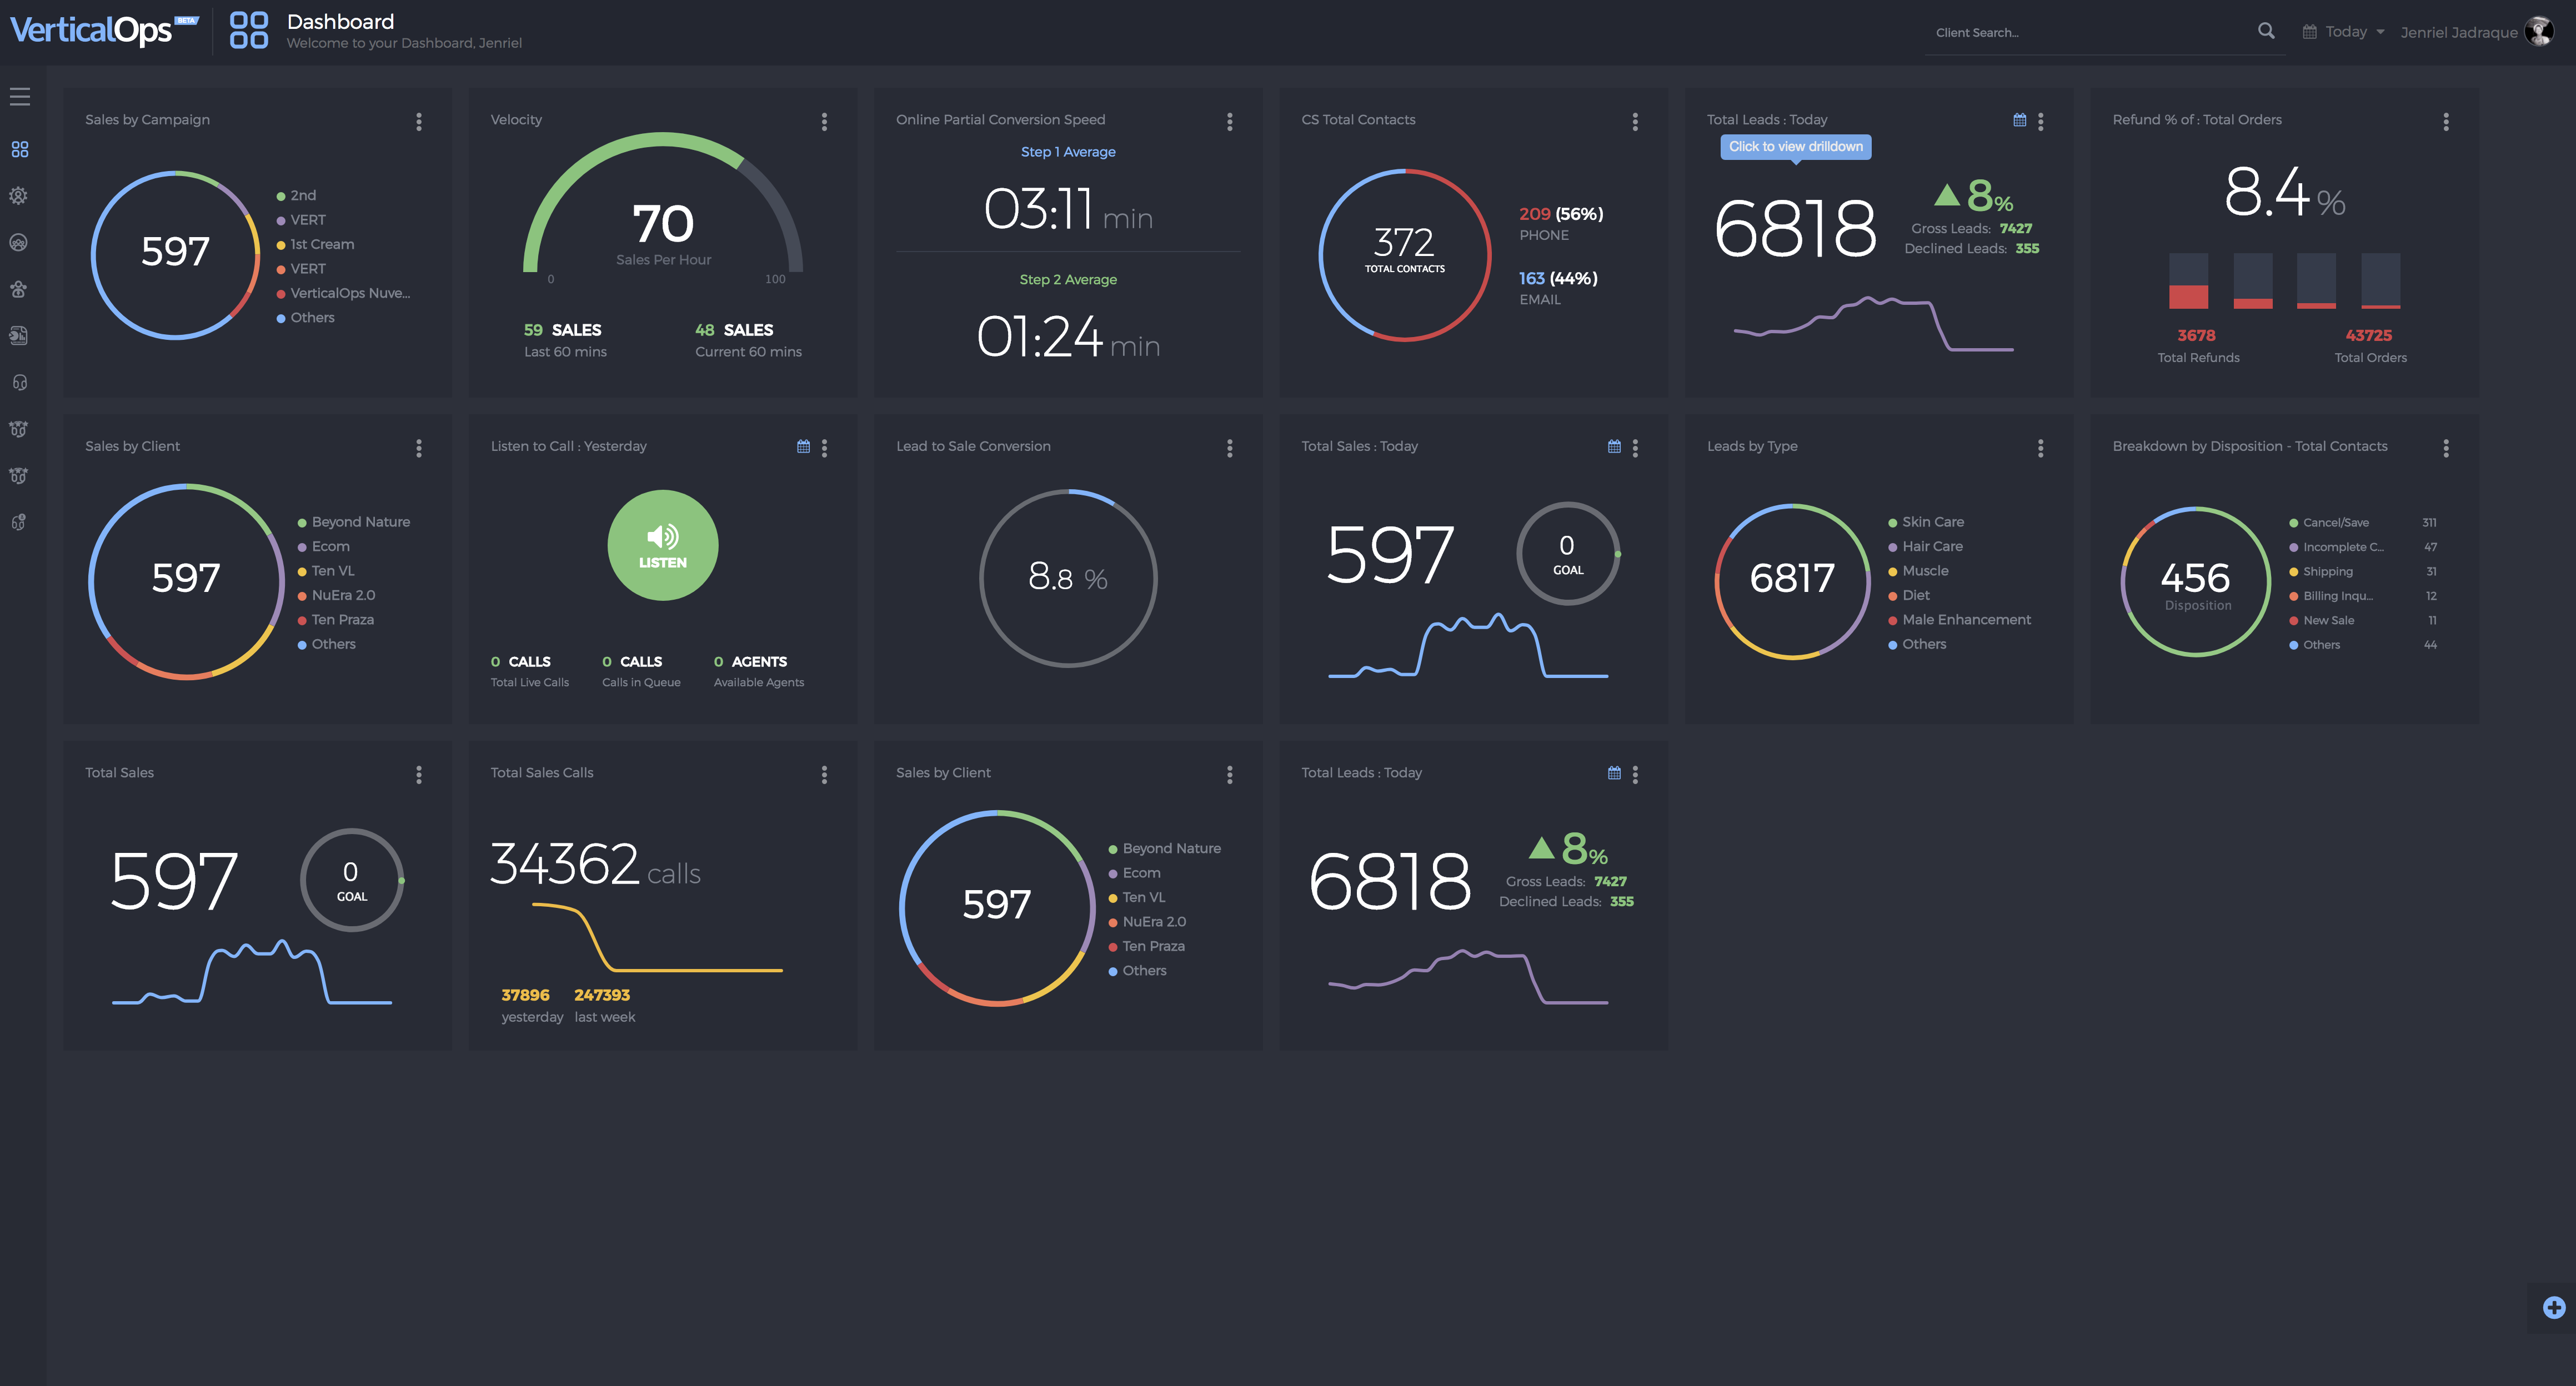 VerticalOps BETA
Dashboard
Welcome to your Dashboard, Jenriel
Client Search...
Today
Jenriel Jadraque
Sales by Campaign
597
2nd
VERT
1st Cream
VERT
VerticalOps Nuve...
Others
Velocity
70
Sales Per Hour
0
100
59 SALES
Last 60 mins
48 SALES
Current 60 mins
Online Partial Conversion Speed
Step 1 Average
03:11 min
Step 2 Average
01:24 min
CS Total Contacts
372
TOTAL CONTACTS
209 (56%)
PHONE
163 (44%)
EMAIL
Total Leads : Today
Click to view drilldown
6818
8%
Gross Leads: 7427
Declined Leads: 355
Refund % of : Total Orders
8.4 %
3678
Total Refunds
43725
Total Orders
Sales by Client
597
Beyond Nature
Ecom
Ten VL
NuEra 2.0
Ten Praza
Others
Listen to Call : Yesterday
LISTEN
0 CALLS
Total Live Calls
0 CALLS
Calls in Queue
0 AGENTS
Available Agents
Lead to Sale Conversion
8.8 %
Total Sales : Today
597
0
GOAL
Leads by Type
6817
Skin Care
Hair Care
Muscle
Diet
Male Enhancement
Others
Breakdown by Disposition - Total Contacts
456
Disposition
Cancel/Save 311
Incomplete C... 47
Shipping 31
Billing Inqu... 12
New Sale 11
Others 44
Total Sales
597
0
GOAL
Total Sales Calls
34362 calls
37896
yesterday
247393
last week
Sales by Client
597
Beyond Nature
Ecom
Ten VL
NuEra 2.0
Ten Praza
Others
Total Leads : Today
6818
8%
Gross Leads: 7427
Declined Leads: 355